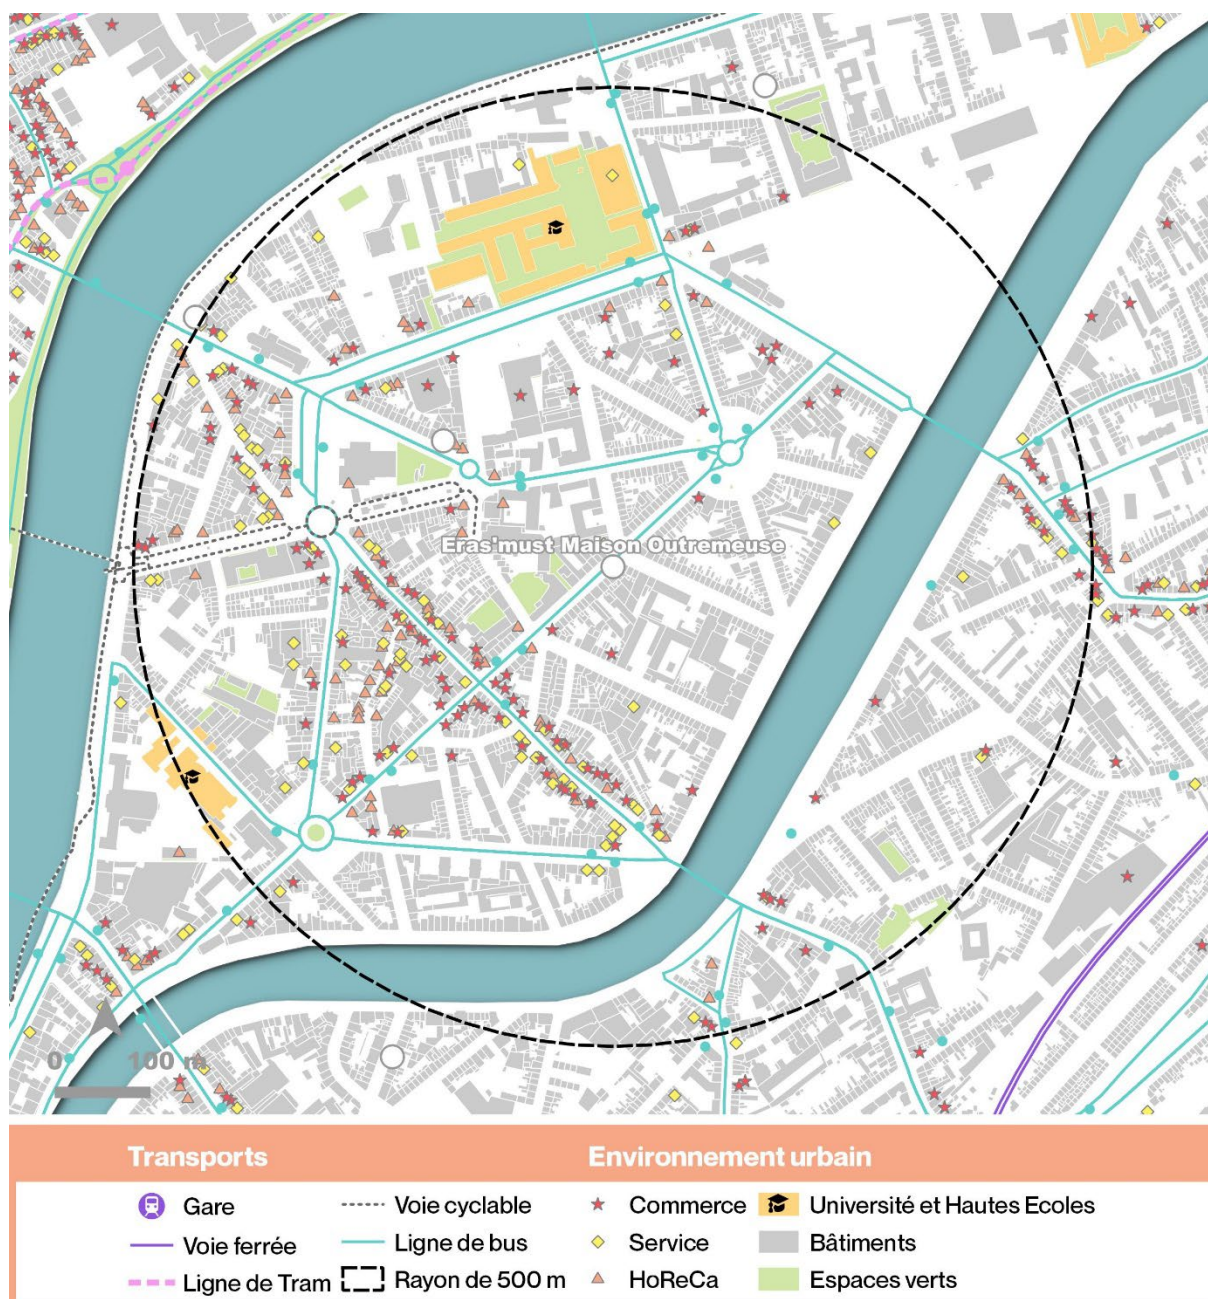 Eras'must Maison Outremeuse
0 100 m
Transports
Environnement urbain
Gare
Voie cyclable
Commerce
Université et Hautes Ecoles
Voie ferrée
Ligne de bus
Service
Bâtiments
Ligne de Tram
Rayon de 500 m
HoReCa
Espaces verts